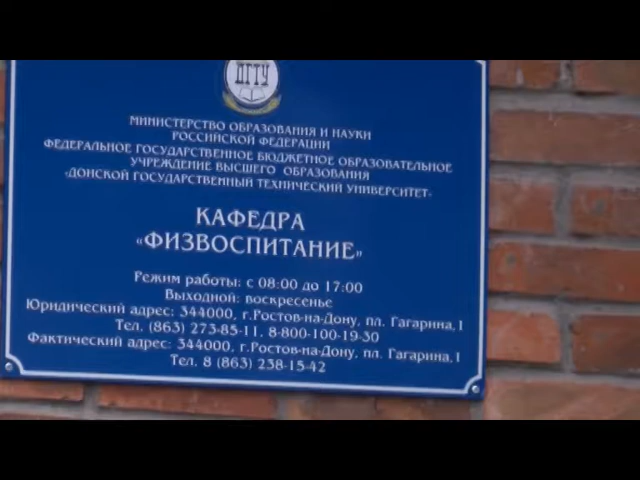 ДГТУ
МИНИСТЕРСТВО ОБРАЗОВАНИЯ И НАУКИ
РОССИЙСКОЙ ФЕДЕРАЦИИ
ФЕДЕРАЛЬНОЕ ГОСУДАРСТВЕННОЕ БЮДЖЕТНОЕ ОБРАЗОВАТЕЛЬНОЕ
УЧРЕЖДЕНИЕ ВЫСШЕГО ОБРАЗОВАНИЯ
«ДОНСКОЙ ГОСУДАРСТВЕННЫЙ ТЕХНИЧЕСКИЙ УНИВЕРСИТЕТ»
КАФЕДРА
«ФИЗВОСПИТАНИЕ»
Режим работы: с 08:00 до 17:00
Выходной: воскресенье
Юридический адрес: 344000, г.Ростов-на-Дону, пл. Гагарина,1
Тел. (863) 273-85-11, 8-800-100-19-30
Фактический адрес: 344000, г.Ростов-на-Дону, пл. Гагарина,1
Тел. 8 (863) 238-15-42